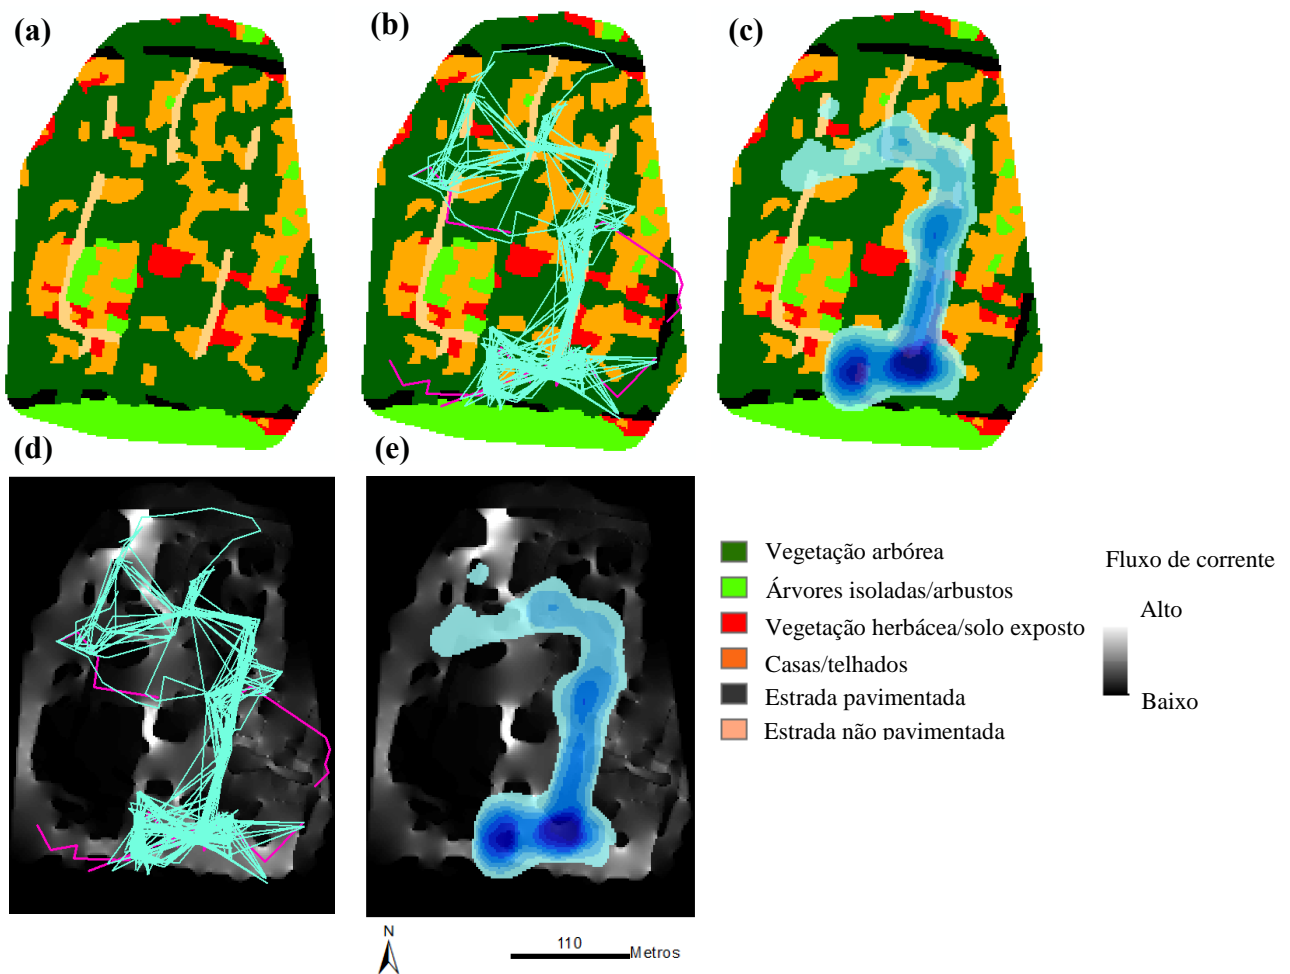 (a)
(b)
(c)
(d)
(e)
Vegetação arbórea
Árvores isoladas/arbustos
Vegetação herbácea/solo exposto
Casas/telhados
Estrada pavimentada
Estrada não pavimentada
Fluxo de corrente
Alto
Baixo
N
110
Metros